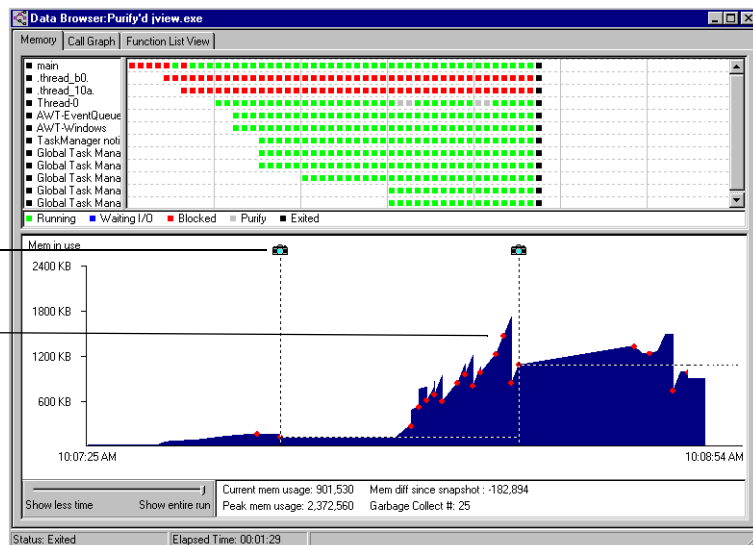 Data Browser:Purify'd jview.exe
Memory Call Graph Function List View
main
.thread_b0.
.thread_10a.
Thread-0
AWT-EventQueue
AWT-Windows
TaskManager noti
Global Task Mana
Global Task Mana
Global Task Mana
Global Task Mana
Global Task Mana
Running Waiting I/O Blocked Purify Exited
Mem in use
2400 KB
1800 KB
1200 KB
600 KB
10:07:25 AM 10:08:54 AM
Show less time Show entire run
Current mem usage: 901,530 Mem diff since snapshot : -182,894
Peak mem usage: 2,372,560 Garbage Collect #: 25
Status: Exited Elapsed Time: 00:01:29